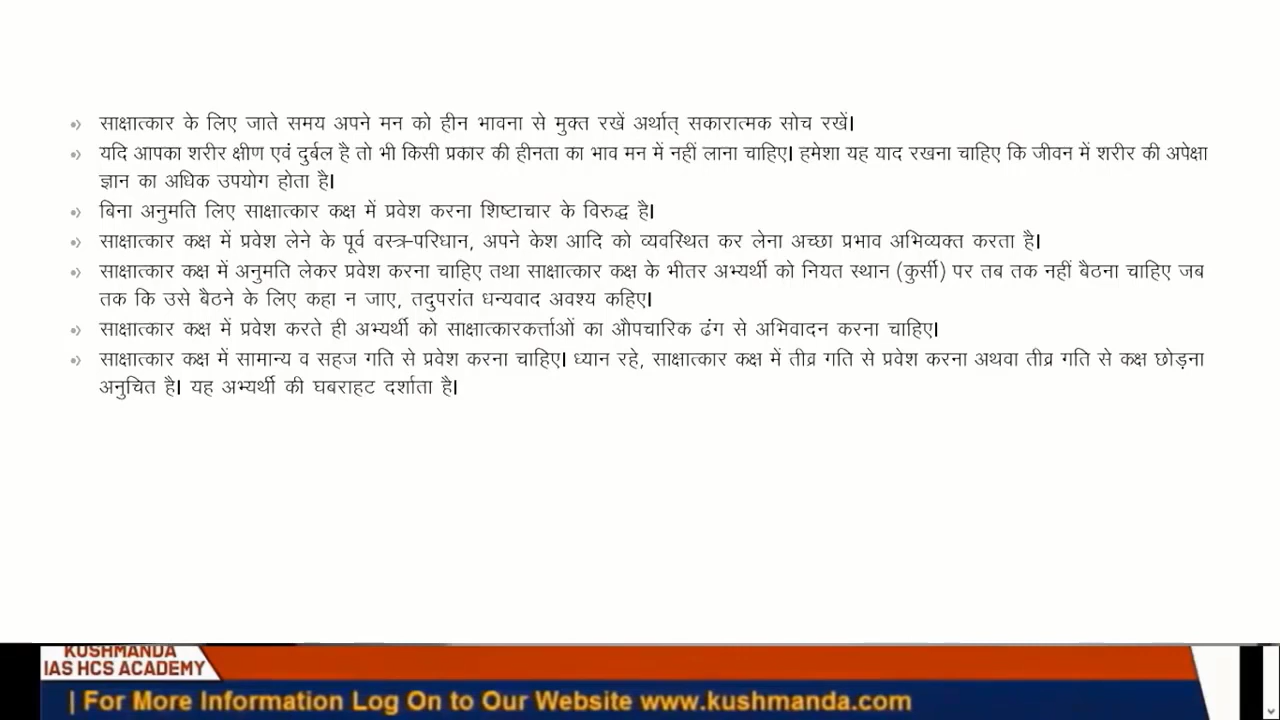 साक्षात्कार के लिए जाते समय अपने मन को हीन भावना से मुक्त रखें अर्थात् सकारात्मक सोच रखें।
यदि आपका शरीर क्षीण एवं दुर्बल है तो भी किसी प्रकार की हीनता का भाव मन में नहीं लाना चाहिए। हमेशा यह याद रखना चाहिए कि जीवन में शरीर की अपेक्षा
ज्ञान का अधिक उपयोग होता है।
बिना अनुमति लिए साक्षात्कार कक्ष में प्रवेश करना शिष्टाचार के विरुद्ध है।
साक्षात्कार कक्ष में प्रवेश लेने के पूर्व वस्त्र-परिधान, अपने केश आदि को व्यवस्थित कर लेना अच्छा प्रभाव अभिव्यक्त करता है।
साक्षात्कार कक्ष में अनुमति लेकर प्रवेश करना चाहिए तथा साक्षात्कार कक्ष के भीतर अभ्यर्थी को नियत स्थान (कुर्सी) पर तब तक नहीं बैठना चाहिए जब
तक कि उसे बैठने के लिए कहा न जाए, तदुपरांत धन्यवाद अवश्य कहिए।
साक्षात्कार कक्ष में प्रवेश करते ही अभ्यर्थी को साक्षात्कारकर्त्ताओं का औपचारिक ढंग से अभिवादन करना चाहिए।
साक्षात्कार कक्ष में सामान्य व सहज गति से प्रवेश करना चाहिए। ध्यान रहे, साक्षात्कार कक्ष में तीव्र गति से प्रवेश करना अथवा तीव्र गति से कक्ष छोड़ना
अनुचित है। यह अभ्यर्थी की घबराहट दर्शाता है।
KUSHMANDA
IAS HCS ACADEMY
| For More Information Log On to Our Website www.kushmanda.com